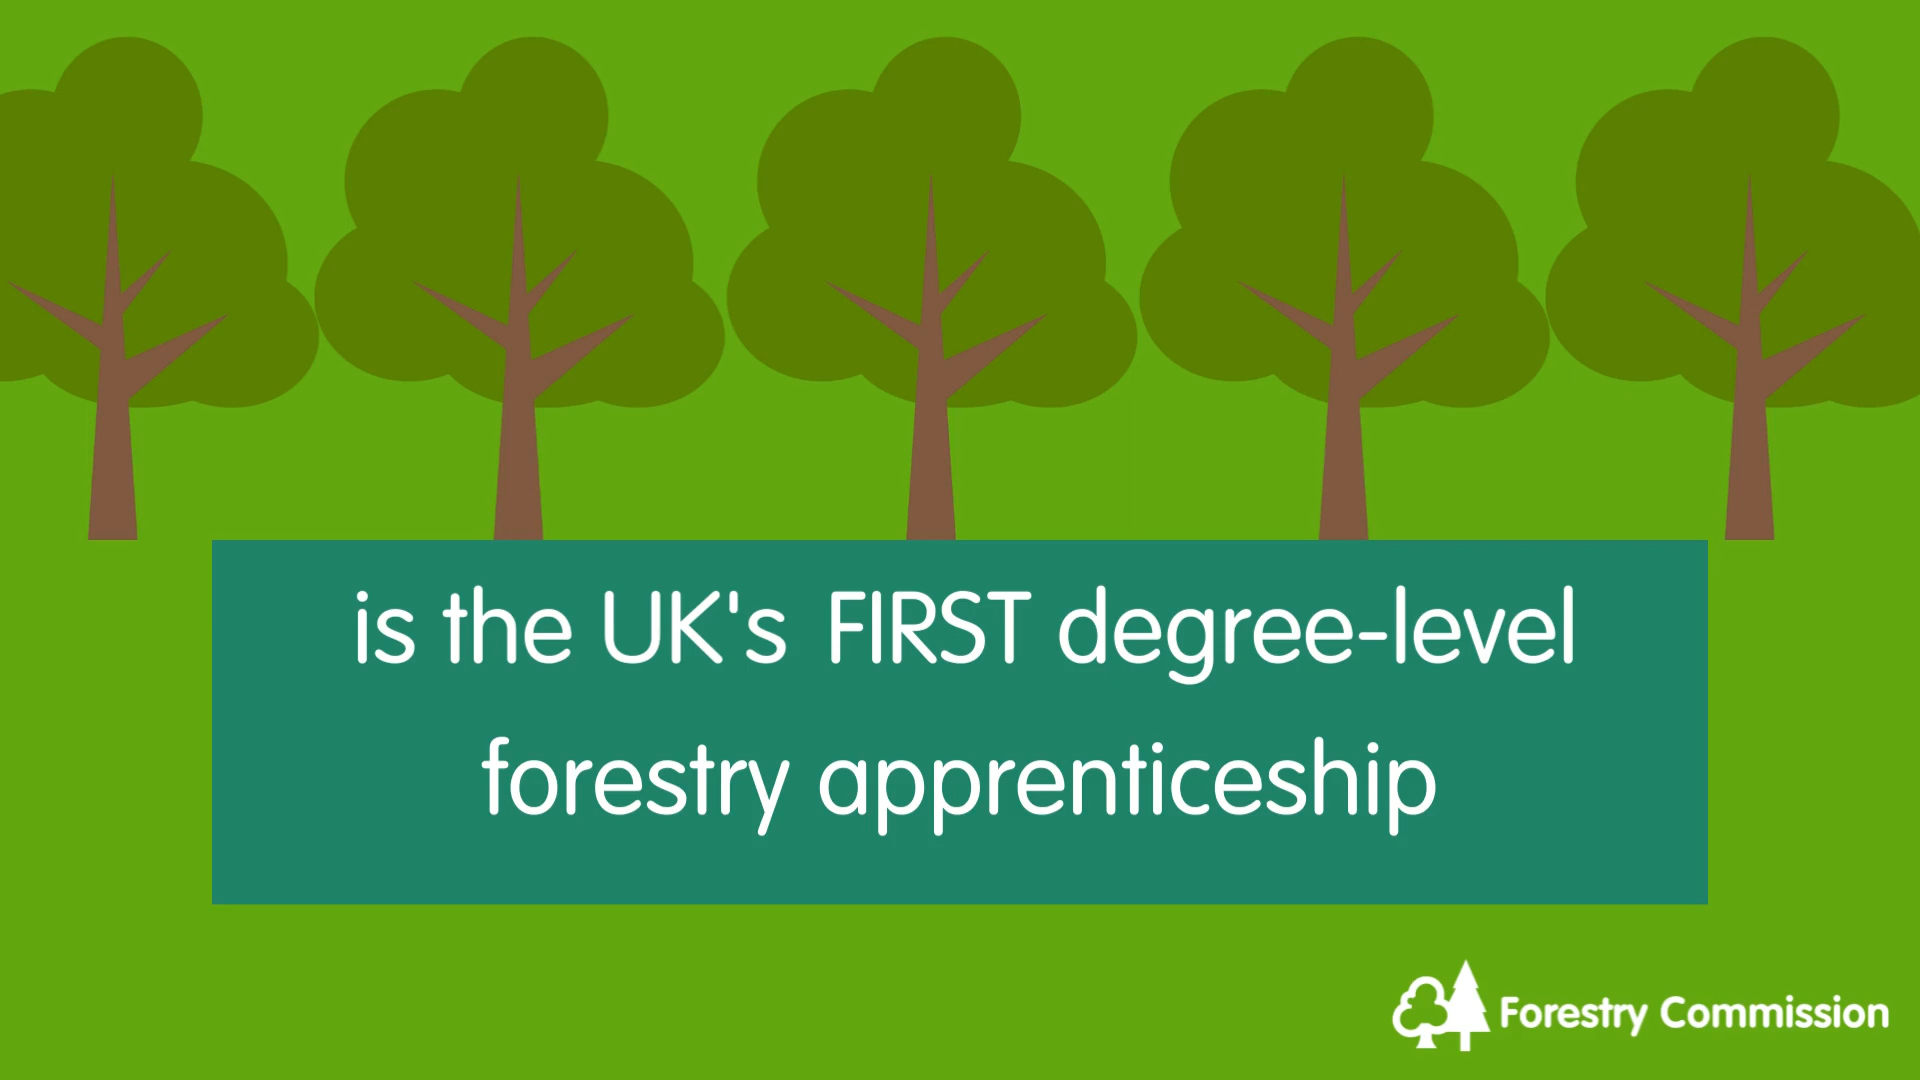 is the UK's FIRST degree-level
forestry apprenticeship
Forestry Commission